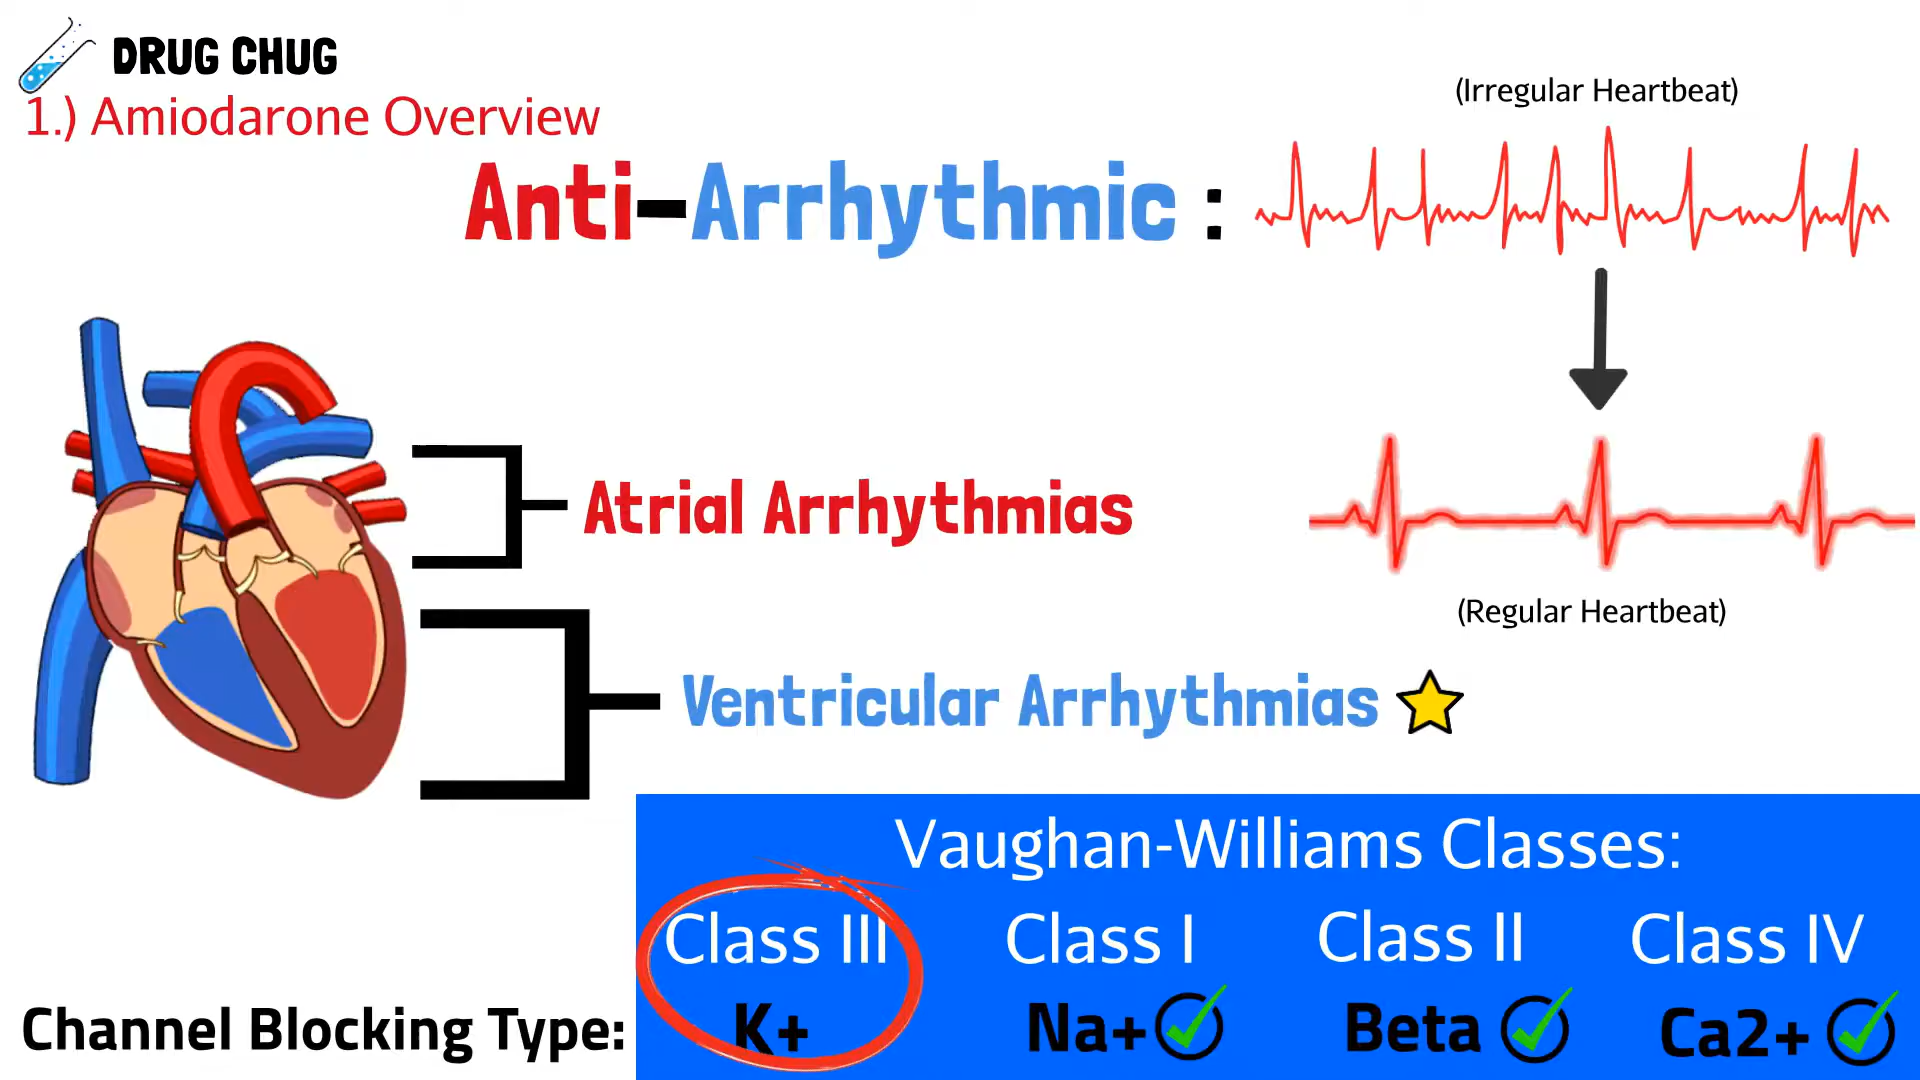 DRUG CHUG
1.) Amiodarone Overview
(Irregular Heartbeat)
Anti-Arrhythmic :
Atrial Arrhythmias
(Regular Heartbeat)
Ventricular Arrhythmias
Vaughan-Williams Classes:
Class III Class I Class II Class IV
Channel Blocking Type: K+ Na+ Beta Ca2+